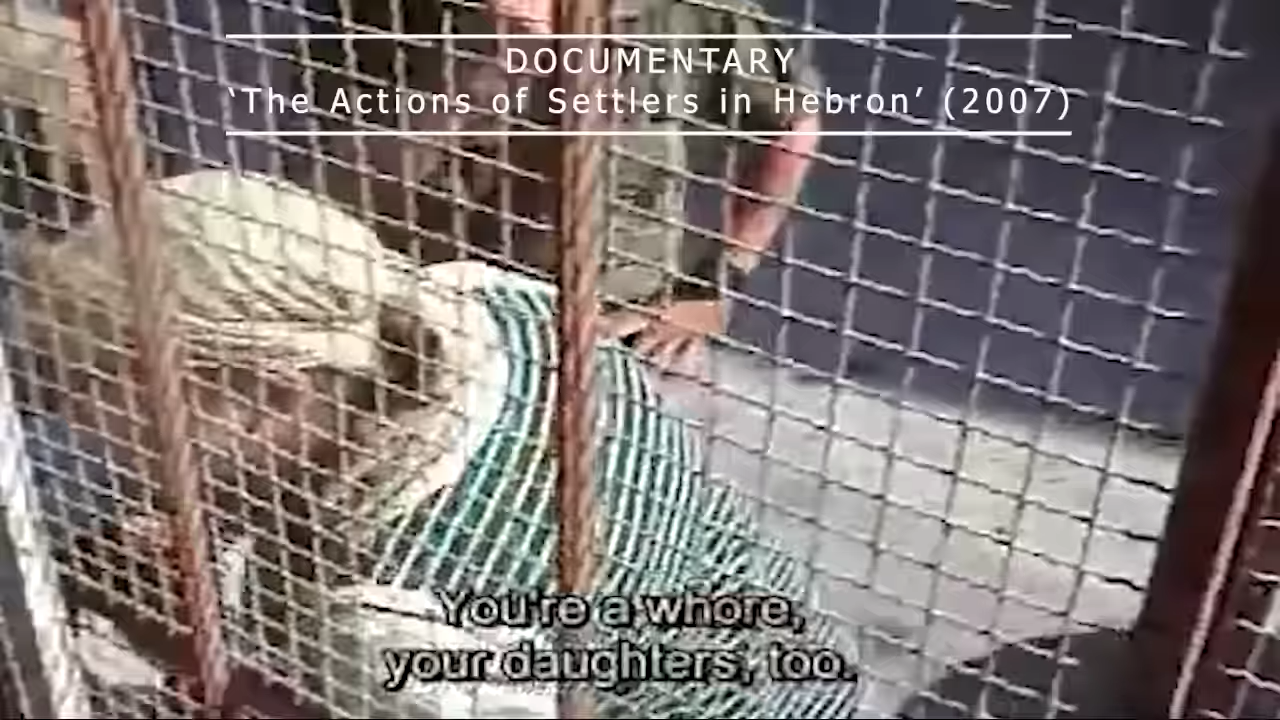 DOCUMENTARY
‘The Actions of Settlers in Hebron’ (2007)
You're a whore,
your daughters, too.